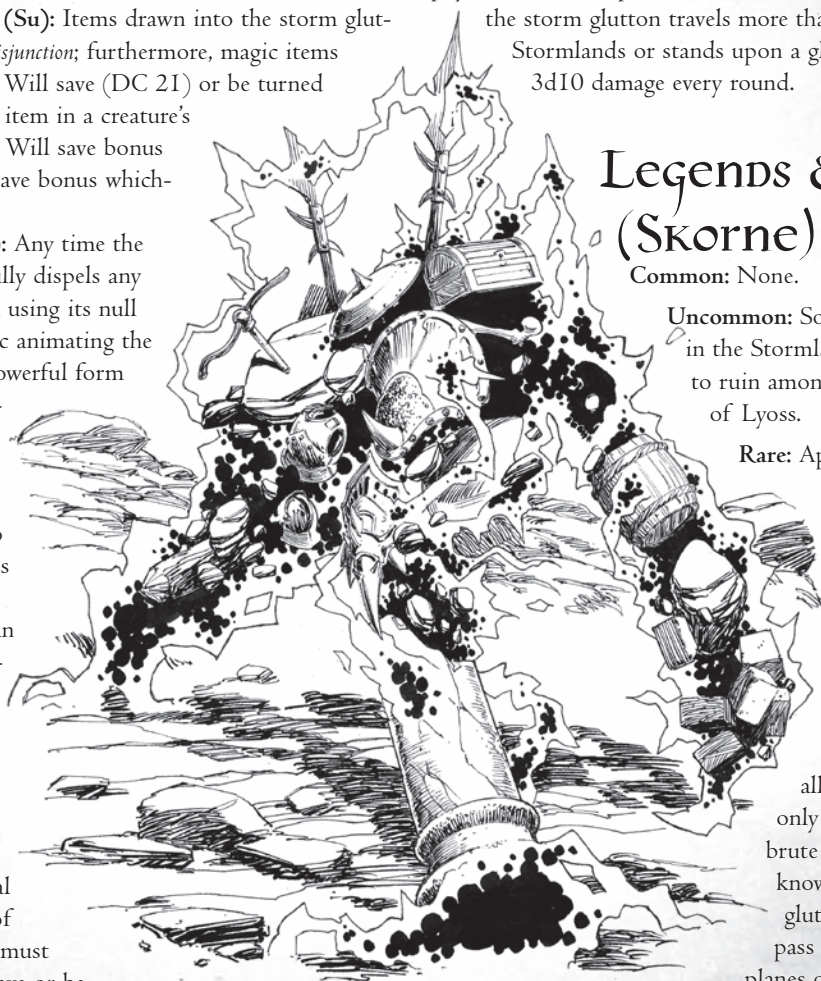 (Su): Items drawn into the storm glut-
isjunction; furthermore, magic items
Will save (DC 21) or be turned
item in a creature's
Will save bonus
ave bonus which-
: Any time the
lly dispels any
using its null
c animating the
owerful form
s
in
-
al
of
must
the storm glutton travels more tha
Stormlands or stands upon a gl
3d10 damage every round.
Legends &
(Skorne)
Common: None.
Uncommon: So
in the Stormla
to ruin amon
of Lyoss.
Rare: Ap
all
only
brute
know
glut
pass
planes o